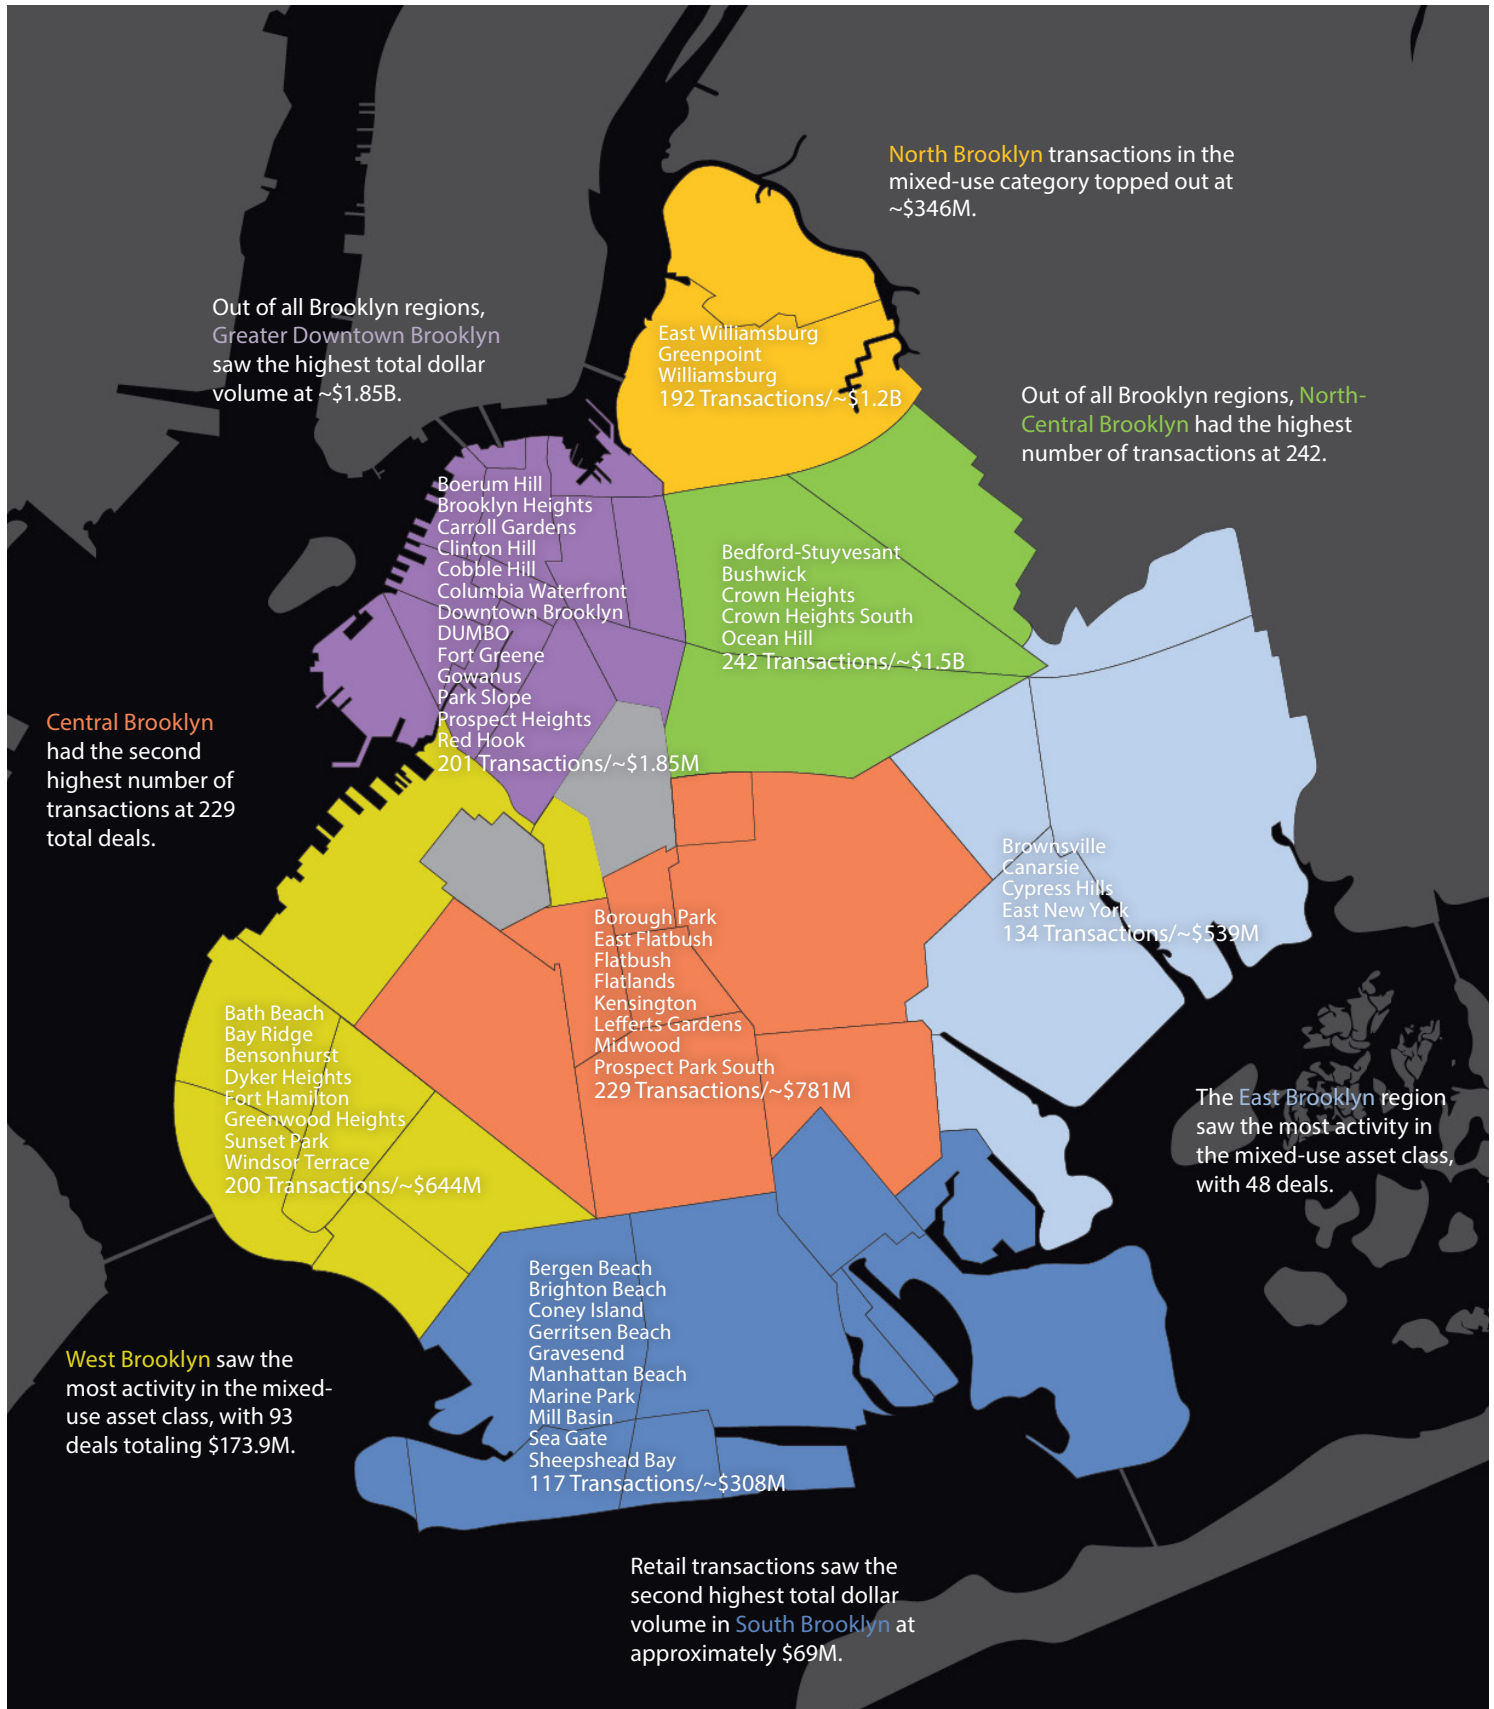 North Brooklyn transactions in the
mixed-use category topped out at
~$346M.
Out of all Brooklyn regions,
Greater Downtown Brooklyn
saw the highest total dollar
volume at ~$1.85B.
East Williamsburg
Greenpoint
Williamsburg
192 Transactions/~$1.2B
Out of all Brooklyn regions, North-
Central Brooklyn had the highest
number of transactions at 242.
Boerum Hill
Brooklyn Heights
Carroll Gardens
Clinton Hill
Cobble Hill
Columbia Waterfront
Downtown Brooklyn
DUMBO
Fort Greene
Gowanus
Park Slope
Prospect Heights
Red Hook
201 Transactions/~$1.85M
Bedford-Stuyvesant
Bushwick
Crown Heights
Crown Heights South
Ocean Hill
242 Transactions/~$1.5B
Central Brooklyn
had the second
highest number of
transactions at 229
total deals.
Brownsville
Canarsie
Cypress Hills
East New York
134 Transactions/~$539M
Borough Park
East Flatbush
Flatbush
Flatlands
Kensington
Lefferts Gardens
Midwood
Prospect Park South
229 Transactions/~$781M
Bath Beach
Bay Ridge
Bensonhurst
Dyker Heights
Fort Hamilton
Greenwood Heights
Sunset Park
Windsor Terrace
200 Transactions/~$644M
The East Brooklyn region
saw the most activity in
the mixed-use asset class,
with 48 deals.
Bergen Beach
Brighton Beach
Coney Island
Gerritsen Beach
Gravesend
Manhattan Beach
Marine Park
Mill Basin
Sea Gate
Sheepshead Bay
117 Transactions/~$308M
West Brooklyn saw the
most activity in the mixed-
use asset class, with 93
deals totaling $173.9M.
Retail transactions saw the
second highest total dollar
volume in South Brooklyn at
approximately $69M.